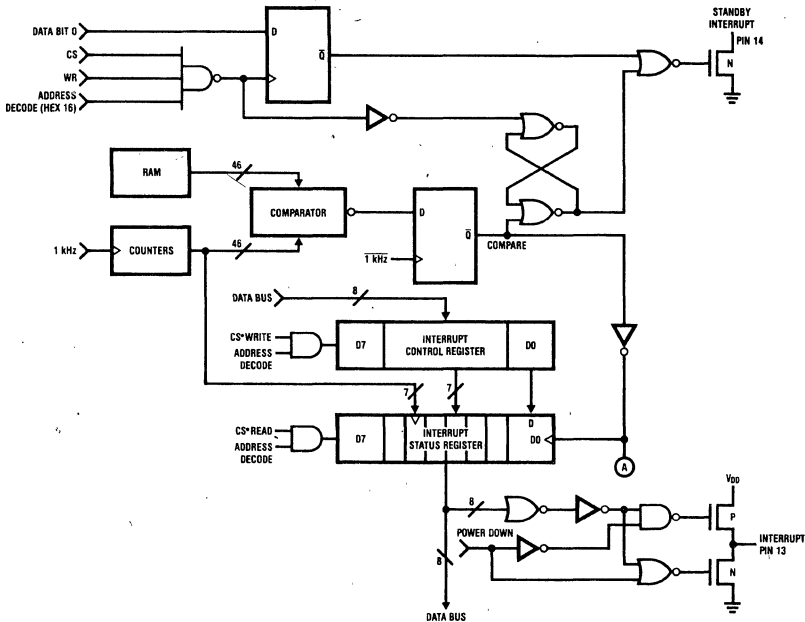 STANDBY
INTERRUPT
PIN 14
DATA BIT 0
D
Q̅
N
CS
WR
ADDRESS
DECODE (HEX 16)
RAM
46
COMPARATOR
D
Q̅
1 kHz
COUNTERS
46
1̅ ̅k̅H̅z̅
COMPARE
DATA BUS
8
CS•WRITE
ADDRESS
DECODE
D7
INTERRUPT
CONTROL REGISTER
D0
7
7
CS•READ
ADDRESS
DECODE
D7
INTERRUPT
STATUS REGISTER
D
D0
A
8
POWER DOWN
8
VDD
P
INTERRUPT
PIN 13
N
DATA BUS